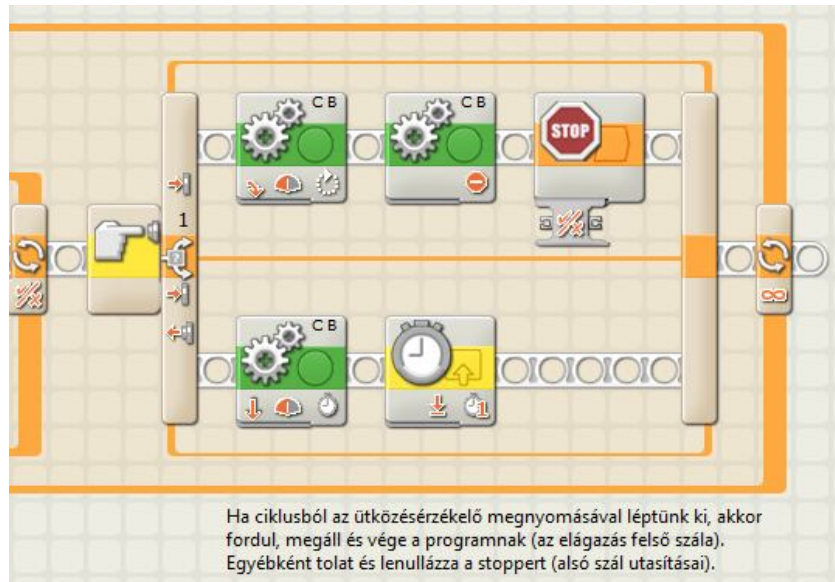 C B
C B
STOP
1
C B
1
Ha ciklusból az ütközésérzékelő megnyomásával léptünk ki, akkor
fordul, megáll és vége a programnak (az elágazás felső szála).
Egyébként tolat és lenullázza a stoppert (alsó szál utasításai).